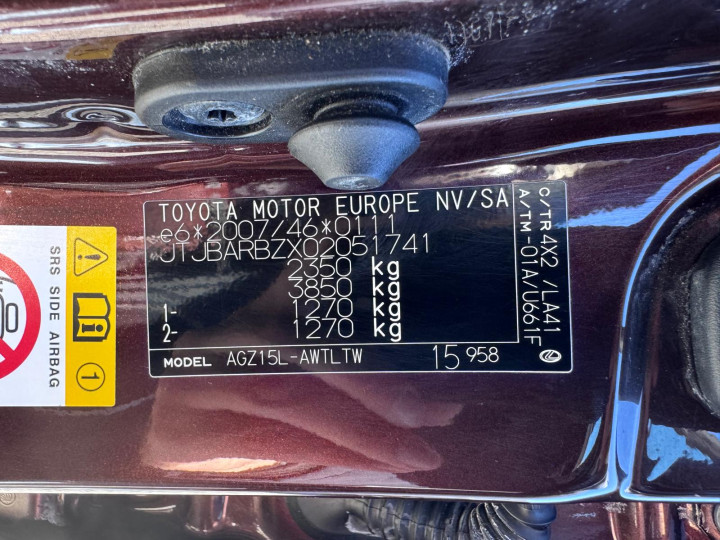 TOYOTA MOTOR EUROPE NV/SA
e6*2007/46*0111
JTJBARBZX02051741
2350 kg
3850 kg
1- 1270 kg
2- 1270 kg
MODEL AGZ15L-AWTLTW 15 958
C/TR 4X2 /LA41
A/TM -01A/U661F
SRS SIDE AIRBAG
1